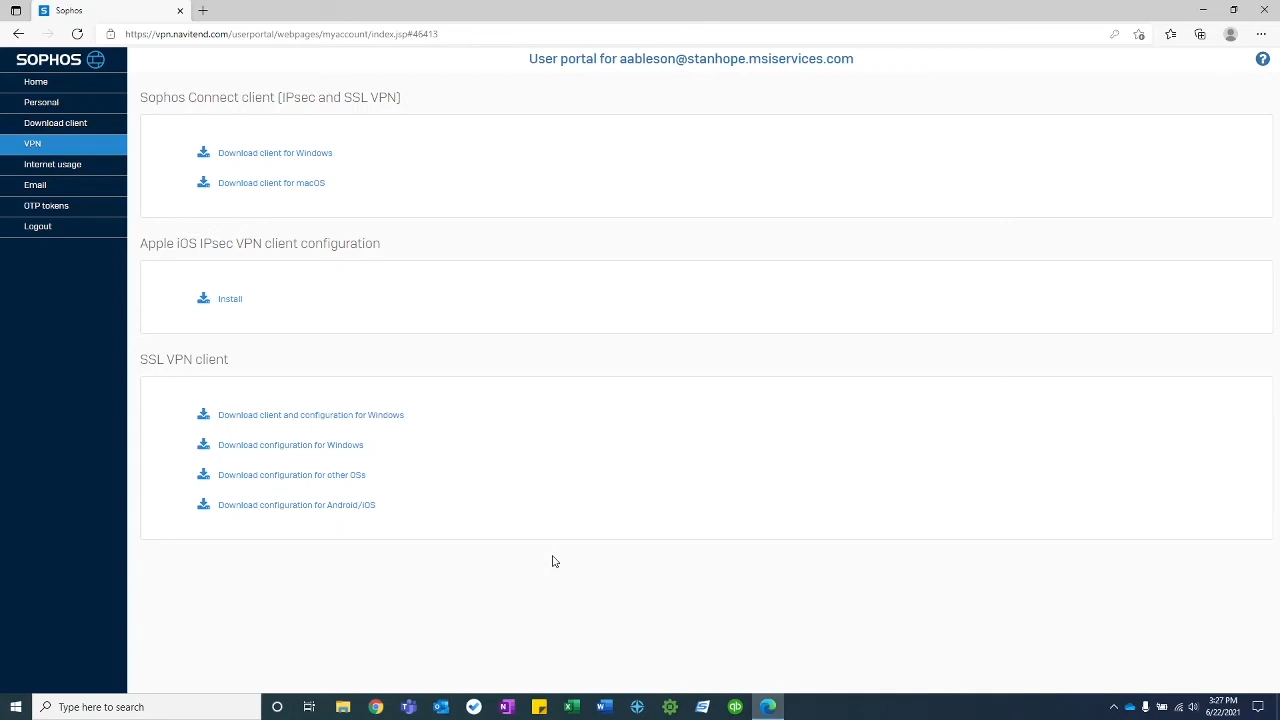 Sophos
https://vpn.navitend.com/userportal/webpages/myaccount/index.jsp#46413
SOPHOS
User portal for aableson@stanhope.msiservices.com
?
Home
Personal
Download client
VPN
Internet usage
Email
OTP tokens
Logout
Sophos Connect client (IPsec and SSL VPN)
Download client for Windows
Download client for macOS
Apple iOS IPsec VPN client configuration
Install
SSL VPN client
Download client and configuration for Windows
Download configuration for Windows
Download configuration for other OSs
Download configuration for Android/iOS
Type here to search
3:27 PM
6/22/2021